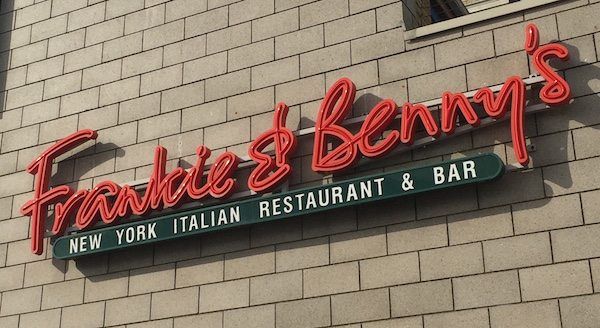 Frankie & Benny's
NEW YORK ITALIAN RESTAURANT & BAR